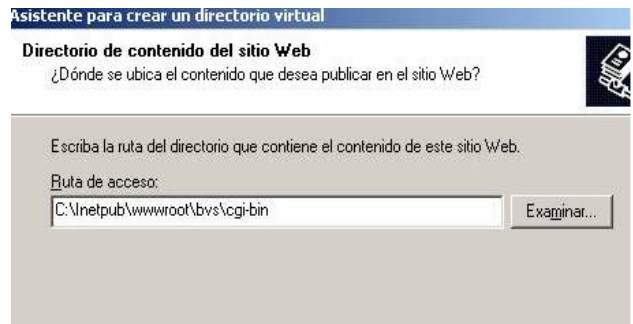 Asistente para crear un directorio virtual
Directorio de contenido del sitio Web
¿Dónde se ubica el contenido que desea publicar en el sitio Web?
Escriba la ruta del directorio que contiene el contenido de este sitio Web.
Ruta de acceso:
C:\Inetpub\wwwroot\bvs\cgi-bin
Examinar...